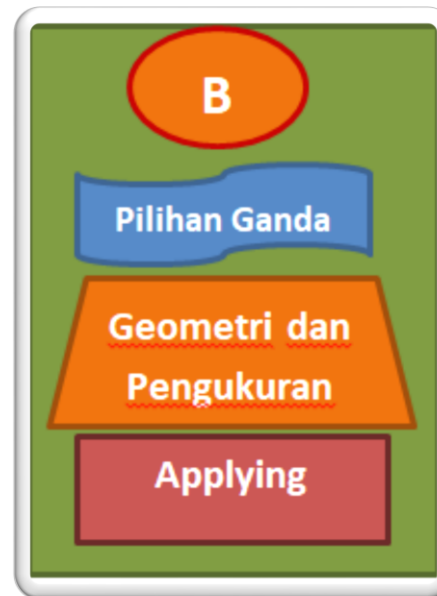 B
Pilihan Ganda
Geometri dan
Pengukuran
Applying